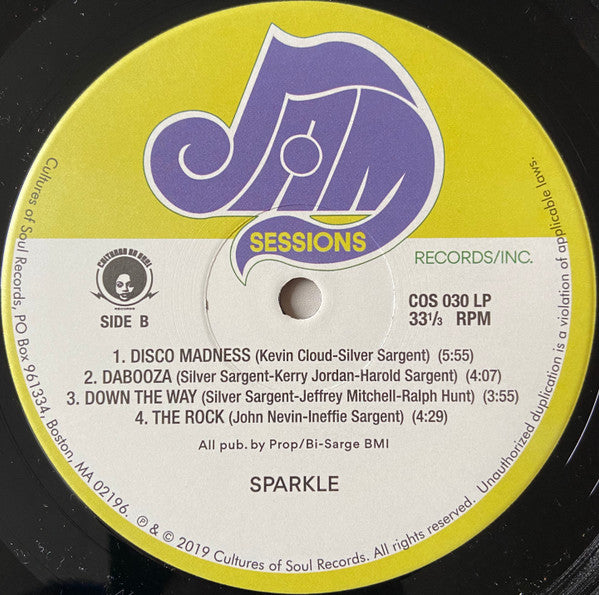 JAM
SESSIONS
RECORDS/INC.
CULTURES OF SOUL
RECORDS
SIDE B
COS 030 LP
33 1/3 RPM
1. DISCO MADNESS (Kevin Cloud-Silver Sargent) (5:55)
2. DABOOZA (Silver Sargent-Kerry Jordan-Harold Sargent) (4:07)
3. DOWN THE WAY (Silver Sargent-Jeffrey Mitchell-Ralph Hunt) (3:55)
4. THE ROCK (John Nevin-Ineffie Sargent) (4:29)
All pub. by Prop/Bi-Sarge BMI
SPARKLE
Cultures of Soul Records, PO Box 961334, Boston, MA 02196. ℗ & © 2019 Cultures of Soul Records. All rights reserved. Unauthorized duplication is a violation of applicable laws.